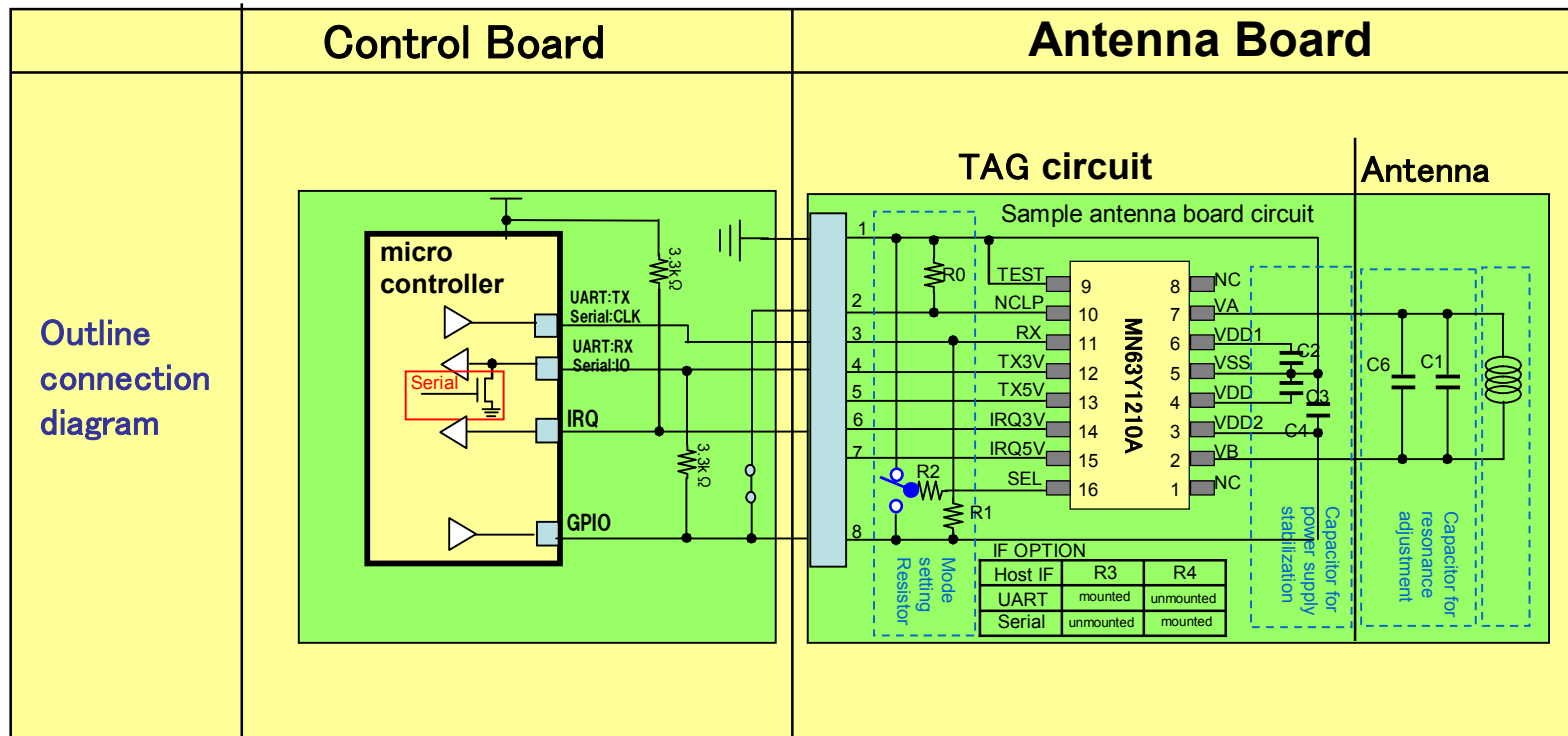 Control Board
Antenna Board
Outline
connection
diagram
micro
controller
UART:TX
Serial:CLK
UART:RX
Serial:IO
Serial
IRQ
GPIO
3.3kΩ
3.3kΩ
TAG circuit
Antenna
Sample antenna board circuit
1
2
3
4
5
6
7
8
R0
R2
R1
TEST
NCLP
RX
TX3V
TX5V
IRQ3V
IRQ5V
SEL
9
10
11
12
13
14
15
16
MN63Y1210A
8
7
6
5
4
3
2
1
NC
VA
VDD1
VSS
VDD
VDD2
VB
NC
C2
C3
C4
C6
C1
Mode
setting
Resistor
IF OPTION
Host IF R3 R4
UART mounted unmounted
Serial unmounted mounted
Capacitor for
power supply
stabilization
Capacitor for
resonance
adjustment